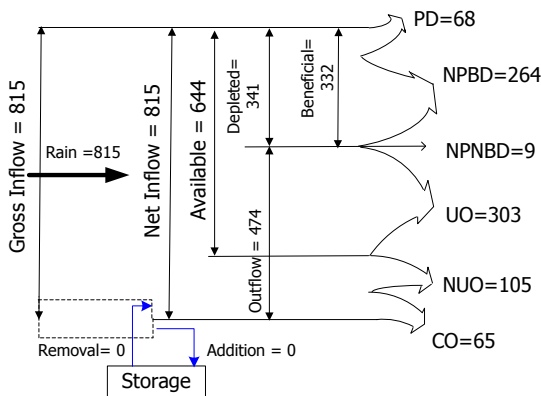 PD=68
NPBD=264
NPNBD=9
UO=303
NUO=105
CO=65
Gross Inflow = 815
Rain =815
Net Inflow = 815
Available = 644
Depleted=
341
Beneficial=
332
Outflow = 474
Removal= 0
Addition = 0
Storage